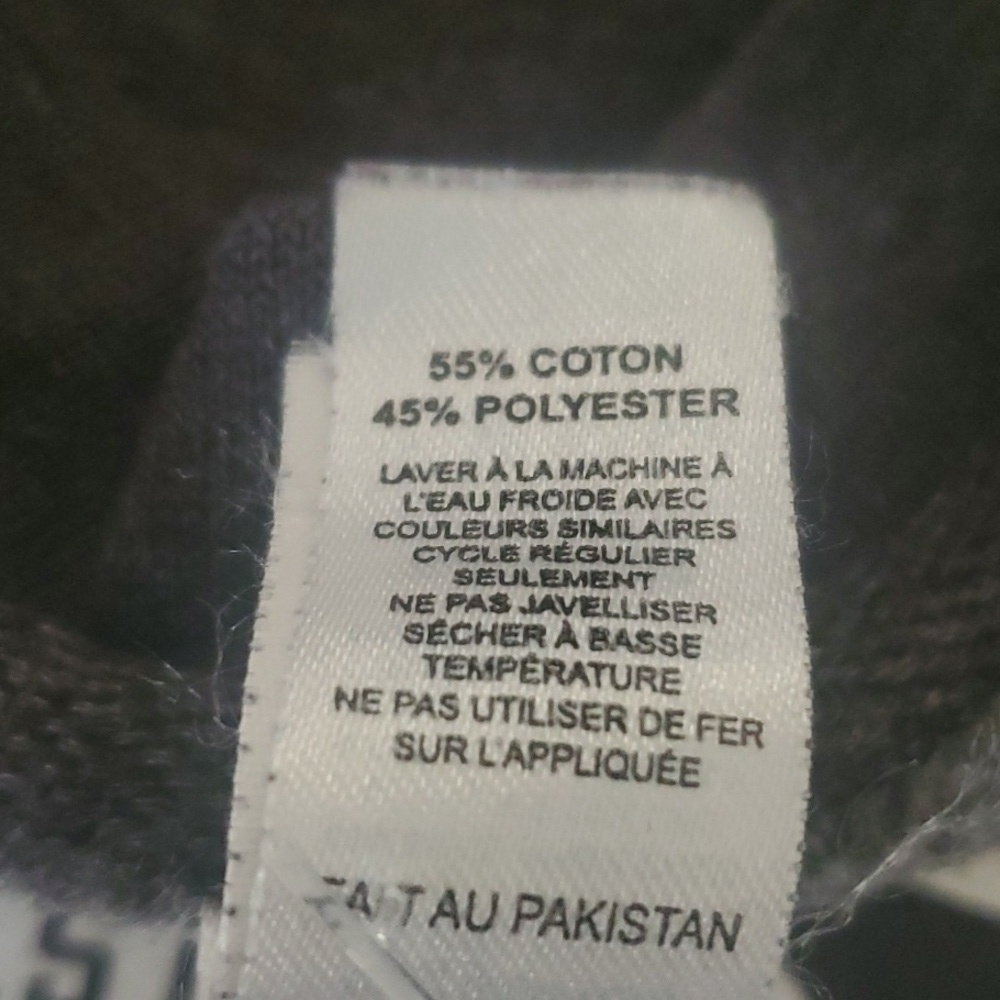 55% COTON
45% POLYESTER
LAVER À LA MACHINE À
L'EAU FROIDE AVEC
COULEURS SIMILAIRES
CYCLE RÉGULIER
SEULEMENT
NE PAS JAVELLISER
SÉCHER À BASSE
TEMPÉRATURE
NE PAS UTILISER DE FER
SUR L'APPLIQUÉE
FAIT AU PAKISTAN
S